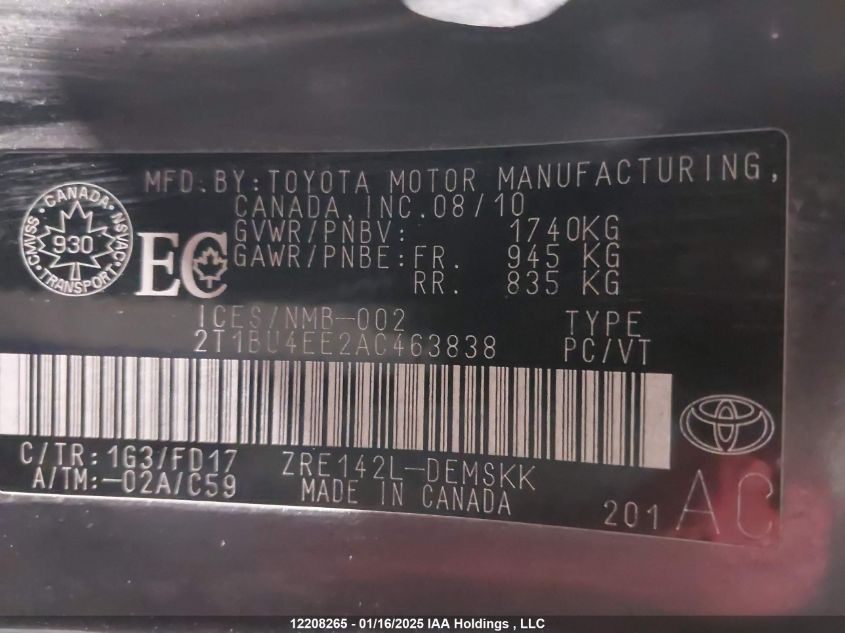 MFD.BY:TOYOTA MOTOR MANUFACTURING,
CANADA,INC.08/10
GVWR/PNBV: 1740KG
GAWR/PNBE:FR. 945 KG
RR. 835 KG
CANADA
CMVSS 930 NSVAC
TRANSPORT
EC
ICES/NMB-002 TYPE
2T1BU4EE2AC463838 PC/VT
C/TR:1G3/FD17 ZRE142L-DEMSKK
A/TM:-02A/C59 MADE IN CANADA
201 AC
12208265 - 01/16/2025 IAA Holdings , LLC